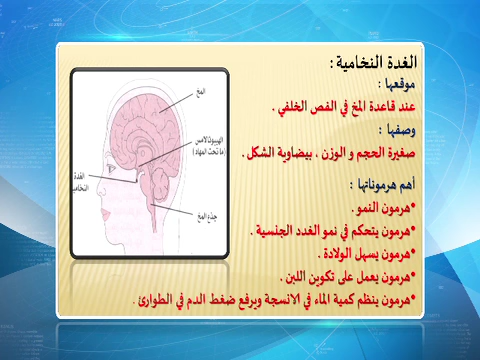 الغدة النخامية :
موقعها :
عند قاعدة المخ في الفص الخلفي .
وصفها :
صغيرة الحجم و الوزن ، بيضاوية الشكل .
أهم هرموناتها :
•هرمون النمو .
•هرمون يتحكم في نمو الغدد الجنسية .
•هرمون يسهل الولادة .
•هرمون يعمل على تكوين اللبن .
•هرمون ينظم كمية الماء في الانسجة ويرفع ضغط الدم في الطوارئ .
المخ
الهيبوثلامس
(ما تحت المهاد)
الغدة
النخامية
جذع المخ